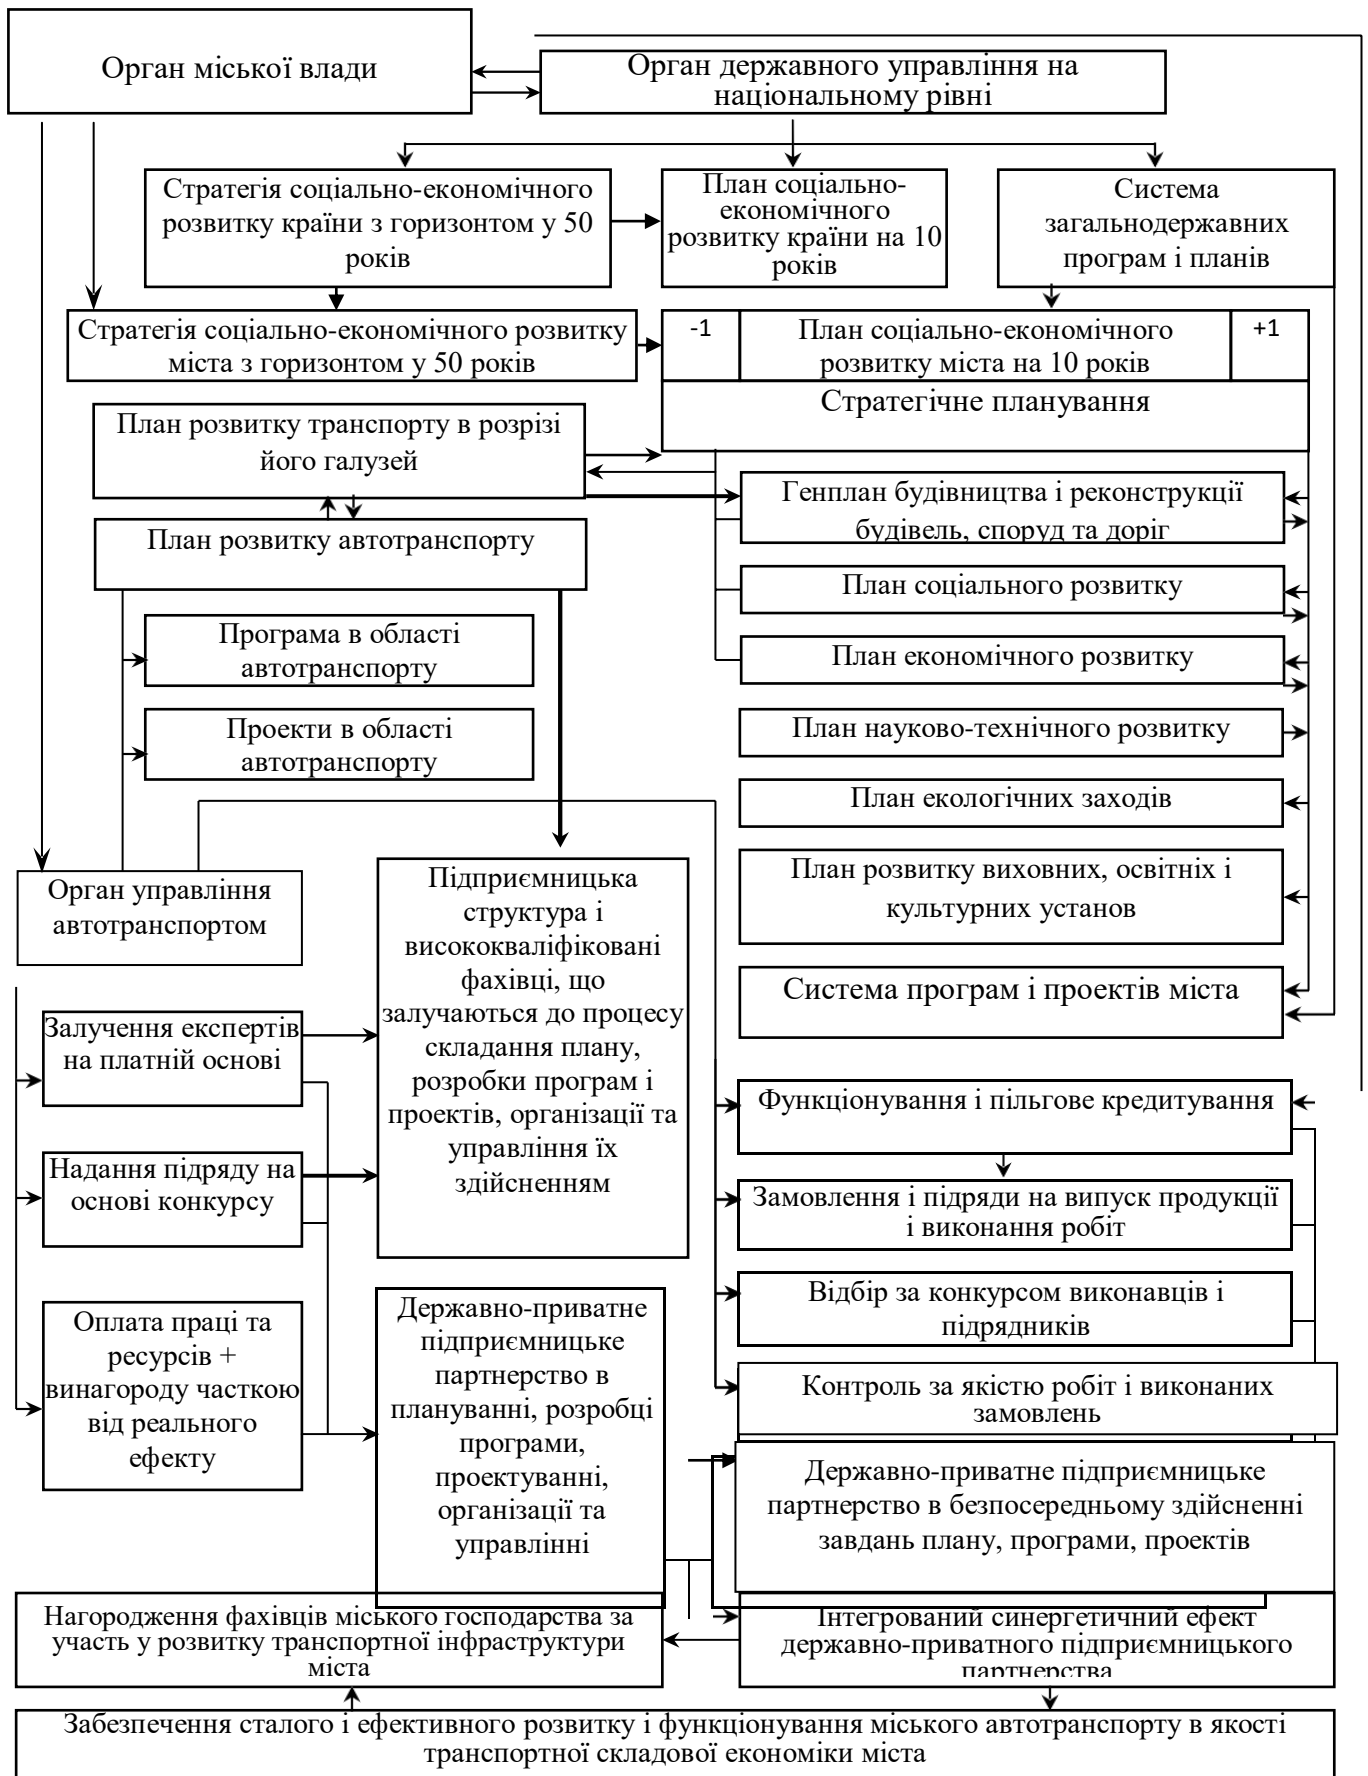 Орган міської влади
Орган державного управління на
національному рівні
Стратегія соціально-економічного
розвитку країни з горизонтом у 50
років
План соціально-
економічного
розвитку країни на 10
років
Система
загальнодержавних
програм і планів
Стратегія соціально-економічного розвитку
міста з горизонтом у 50 років
-1
План соціально-економічного
розвитку міста на 10 років
+1
Стратегічне планування
План розвитку транспорту в розрізі
його галузей
Генплан будівництва і реконструкції
будівель, споруд та доріг
План розвитку автотранспорту
План соціального розвитку
Програма в області
автотранспорту
План економічного розвитку
Проекти в області
автотранспорту
План науково-технічного розвитку
План екологічних заходів
План розвитку виховних, освітніх і
культурних установ
Орган управління
автотранспортом
Підприємницька
структура і
висококваліфіковані
фахівці, що
залучаються до процесу
складання плану,
розробки програм і
проектів, організації та
управління їх
здійсненням
Система програм і проектів міста
Залучення експертів
на платній основі
Функціонування і пільгове кредитування
Надання підряду на
основі конкурсу
Замовлення і підряди на випуск продукції
і виконання робіт
Відбір за конкурсом виконавців і
підрядників
Оплата праці та
ресурсів +
винагороду часткою
від реального
ефекту
Державно-приватне
підприємницьке
партнерство в
плануванні, розробці
програми,
проектуванні,
організації та
управлінні
Контроль за якістю робіт і виконаних
замовлень
Державно-приватне підприємницьке
партнерство в безпосередньому здійсненні
завдань плану, програми, проектів
Нагородження фахівців міського господарства за
участь у розвитку транспортної інфраструктури
міста
Інтегрований синергетичний ефект
державно-приватного підприємницького
партнерства
Забезпечення сталого і ефективного розвитку і функціонування міського автотранспорту в якості
транспортної складової економіки міста